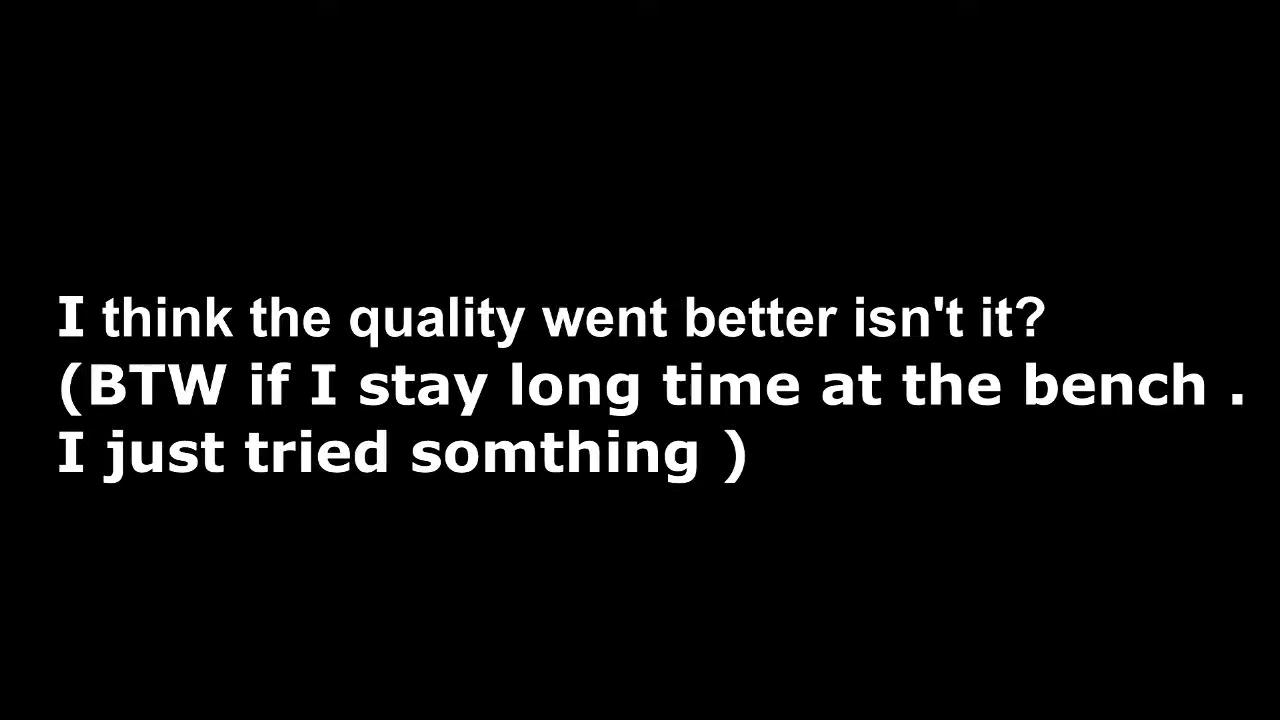 I think the quality went better isn't it?
(BTW if I stay long time at the bench .
I just tried somthing )